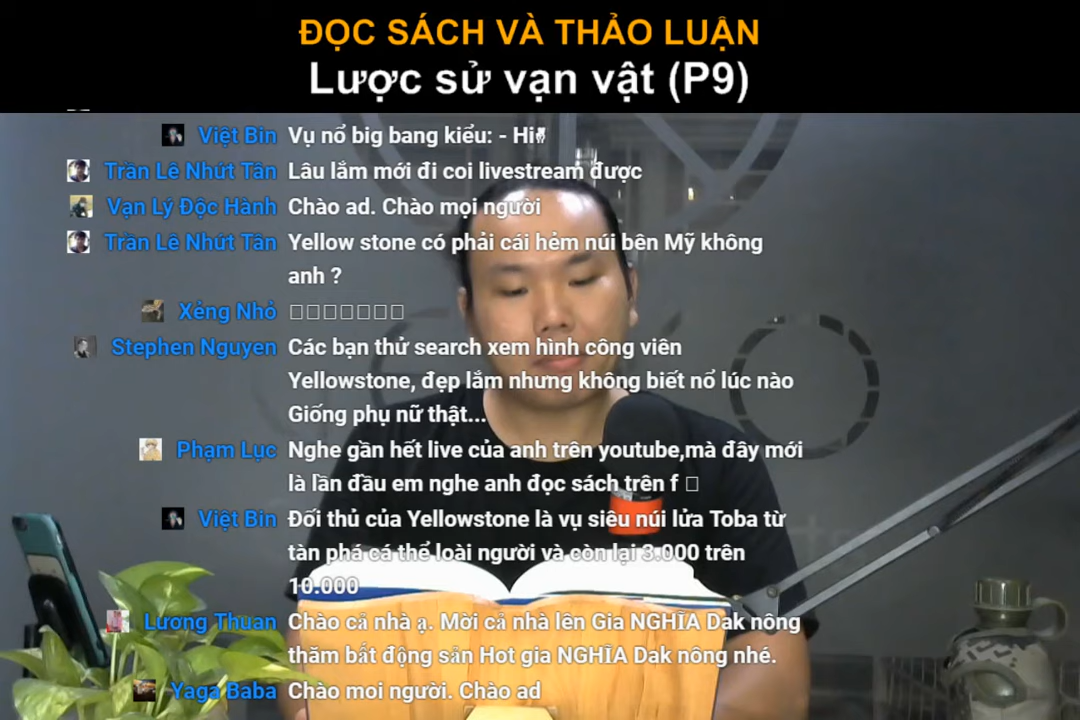 ĐỌC SÁCH VÀ THẢO LUẬN
Lược sử vạn vật (P9)
Việt Bin Vụ nổ big bang kiểu: - Hi
Trần Lê Nhứt Tân Lâu lắm mới đi coi livestream được
Vạn Lý Độc Hành Chào ad. Chào mọi người
Trần Lê Nhứt Tân Yellow stone có phải cái hẻm núi bên Mỹ không
anh ?
Xẻng Nhỏ
Stephen Nguyen Các bạn thử search xem hình công viên
Yellowstone, đẹp lắm nhưng không biết nổ lúc nào
Giống phụ nữ thật...
Phạm Lục Nghe gần hết live của anh trên youtube,mà đây mới
là lần đầu em nghe anh đọc sách trên f
Việt Bin Đối thủ của Yellowstone là vụ siêu núi lửa Toba từ
tàn phá cá thể loài người và còn lại 3.000 trên
10.000
Lương Thuan Chào cả nhà ạ. Mời cả nhà lên Gia NGHĨA Dak nông
thăm bất động sản Hot gia NGHĨA Dak nông nhé.
Yaga Baba Chào moi người. Chào ad